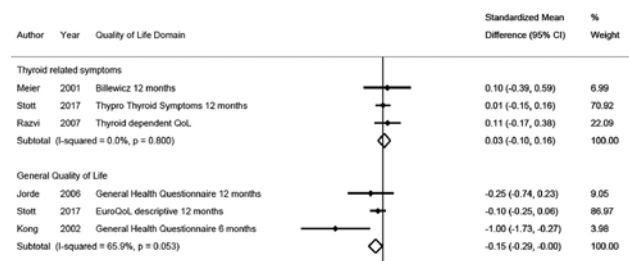 Standardized Mean %
Author Year Quality of Life Domain Difference (95% CI) Weight
Thyroid related symptoms
Meier 2001 Billewicz 12 months 0.10 (-0.39, 0.59) 6.99
Stott 2017 Thypro Thyroid Symptoms 12 months 0.01 (-0.15, 0.16) 70.92
Razvi 2007 Thyroid dependent QoL 0.11 (-0.17, 0.38) 22.09
Subtotal (I-squared = 0.0%, p = 0.800) 0.03 (-0.10, 0.16) 100.00
General Quality of Life
Jorde 2006 General Health Questionnaire 12 months -0.25 (-0.74, 0.23) 9.05
Stott 2017 EuroQoL descriptive 12 months -0.10 (-0.25, 0.06) 86.97
Kong 2002 General Health Questionnaire 6 months -1.00 (-1.73, -0.27) 3.98
Subtotal (I-squared = 65.9%, p = 0.053) -0.15 (-0.29, -0.00) 100.00